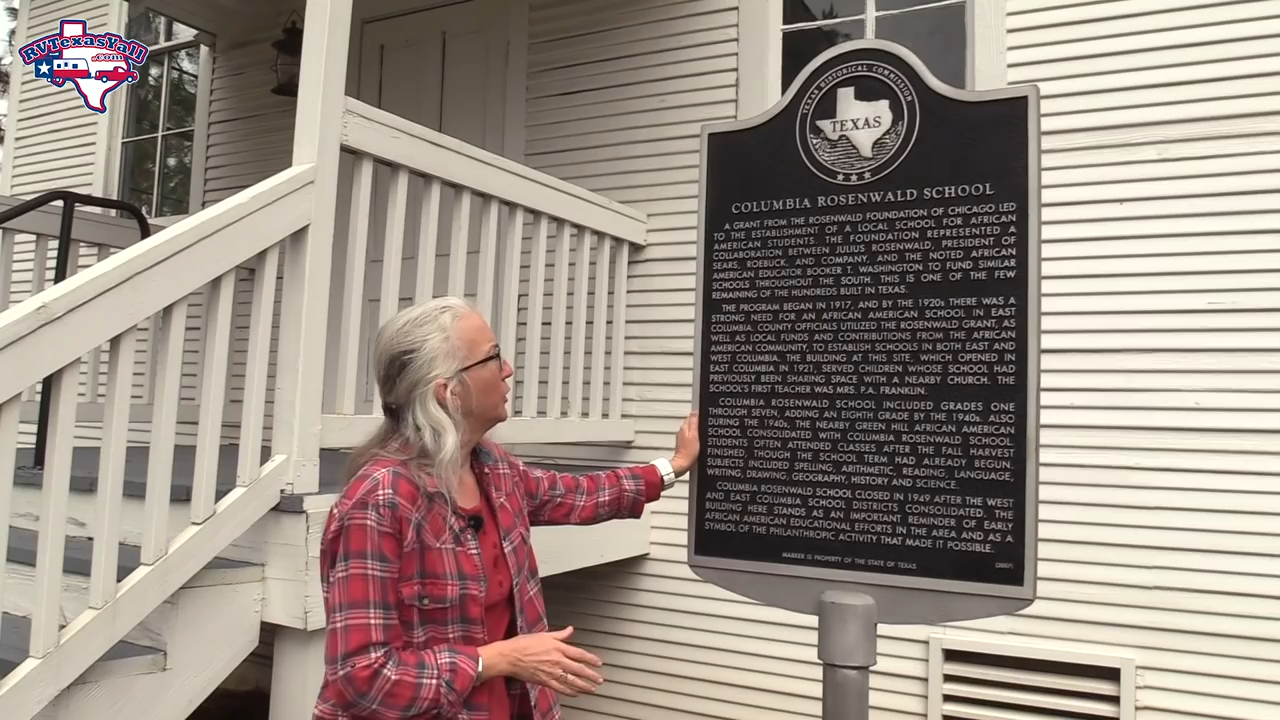 RVTexasYall
.com
TEXAS HISTORICAL COMMISSION
TEXAS
COLUMBIA ROSENWALD SCHOOL
A GRANT FROM THE ROSENWALD FOUNDATION OF CHICAGO LED
TO THE ESTABLISHMENT OF A LOCAL SCHOOL FOR AFRICAN
AMERICAN STUDENTS. THE FOUNDATION REPRESENTED A
COLLABORATION BETWEEN JULIUS ROSENWALD, PRESIDENT OF
SEARS, ROEBUCK, AND COMPANY, AND THE NOTED AFRICAN
AMERICAN EDUCATOR BOOKER T. WASHINGTON TO FUND SIMILAR
SCHOOLS THROUGHOUT THE SOUTH. THIS IS ONE OF THE FEW
REMAINING OF THE HUNDREDS BUILT IN TEXAS.
THE PROGRAM BEGAN IN 1917, AND BY THE 1920s THERE WAS A
STRONG NEED FOR AN AFRICAN AMERICAN SCHOOL IN EAST
COLUMBIA. COUNTY OFFICIALS UTILIZED THE ROSENWALD GRANT, AS
WELL AS LOCAL FUNDS AND CONTRIBUTIONS FROM THE AFRICAN
AMERICAN COMMUNITY, TO ESTABLISH SCHOOLS IN BOTH EAST AND
WEST COLUMBIA. THE BUILDING AT THIS SITE, WHICH OPENED IN
EAST COLUMBIA IN 1921, SERVED CHILDREN WHOSE SCHOOL HAD
PREVIOUSLY BEEN SHARING SPACE WITH A NEARBY CHURCH. THE
SCHOOL'S FIRST TEACHER WAS MRS. P.A. FRANKLIN.
COLUMBIA ROSENWALD SCHOOL INCLUDED GRADES ONE
THROUGH SEVEN, ADDING AN EIGHTH GRADE BY THE 1940s. ALSO
DURING THE 1940s, THE NEARBY GREEN HILL AFRICAN AMERICAN
SCHOOL CONSOLIDATED WITH COLUMBIA ROSENWALD SCHOOL.
STUDENTS OFTEN ATTENDED CLASSES AFTER THE FALL HARVEST
FINISHED, THOUGH THE SCHOOL TERM HAD ALREADY BEGUN.
SUBJECTS INCLUDED SPELLING, ARITHMETIC, READING, LANGUAGE,
WRITING, DRAWING, GEOGRAPHY, HISTORY AND SCIENCE.
COLUMBIA ROSENWALD SCHOOL CLOSED IN 1949 AFTER THE WEST
AND EAST COLUMBIA SCHOOL DISTRICTS CONSOLIDATED. THE
BUILDING HERE STANDS AS AN IMPORTANT REMINDER OF EARLY
AFRICAN AMERICAN EDUCATIONAL EFFORTS IN THE AREA AND AS A
SYMBOL OF THE PHILANTHROPIC ACTIVITY THAT MADE IT POSSIBLE.
MARKER IS PROPERTY OF THE STATE OF TEXAS